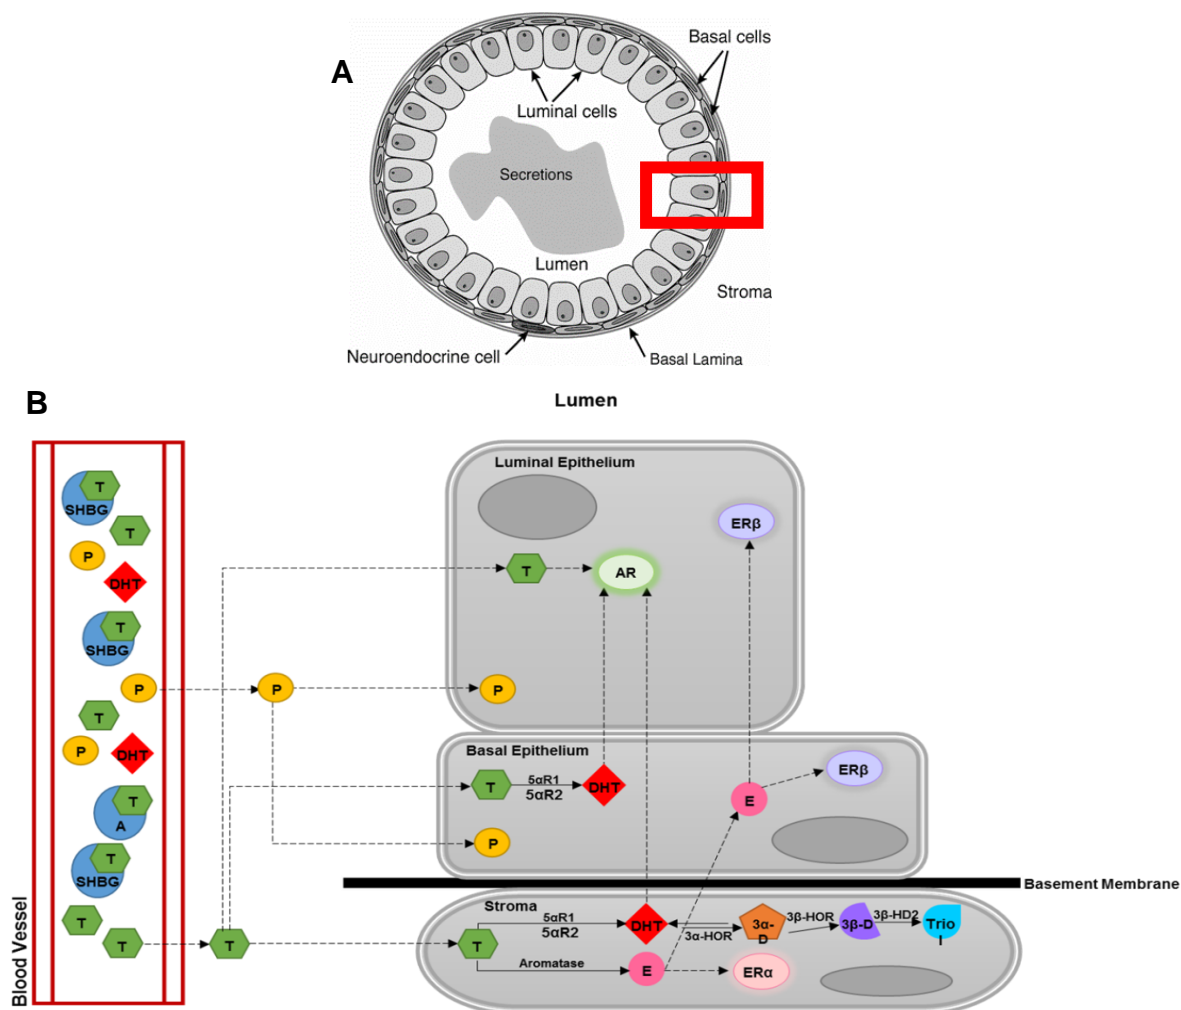 A
Basal cells
Luminal cells
Secretions
Lumen
Stroma
Neuroendocrine cell
Basal Lamina
B
Lumen
Blood Vessel
T
SHBG
T
P
DHT
T
SHBG
P
T
P
DHT
T
A
T
SHBG
T
T
T
P
Luminal Epithelium
ERβ
T
AR
P
Basal Epithelium
T
5αR1
5αR2
DHT
E
ERβ
P
Basement Membrane
Stroma
T
5αR1
5αR2
DHT
3α-HOR
3α-
D
3β-HOR
3β-D
3β-HD2
Trio
l
Aromatase
E
ERα